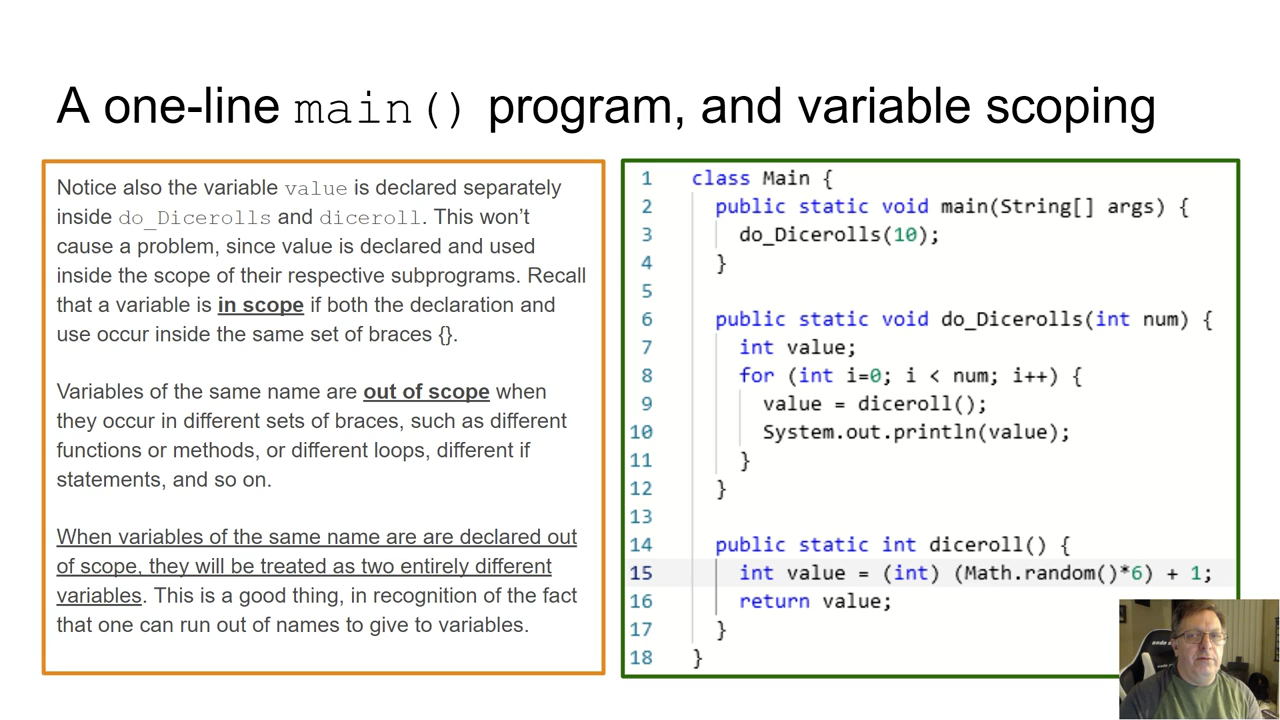 A one-line main() program, and variable scoping
Notice also the variable value is declared separately
inside do_Dicerolls and diceroll. This won't
cause a problem, since value is declared and used
inside the scope of their respective subprograms. Recall
that a variable is in scope if both the declaration and
use occur inside the same set of braces {}.
Variables of the same name are out of scope when
they occur in different sets of braces, such as different
functions or methods, or different loops, different if
statements, and so on.
When variables of the same name are are declared out
of scope, they will be treated as two entirely different
variables. This is a good thing, in recognition of the fact
that one can run out of names to give to variables.
1 class Main {
2 public static void main(String[] args) {
3 do_Dicerolls(10);
4 }
5
6 public static void do_Dicerolls(int num) {
7 int value;
8 for (int i=0; i < num; i++) {
9 value = diceroll();
10 System.out.println(value);
11 }
12 }
13
14 public static int diceroll() {
15 int value = (int) (Math.random()*6) + 1;
16 return value;
17 }
18 }